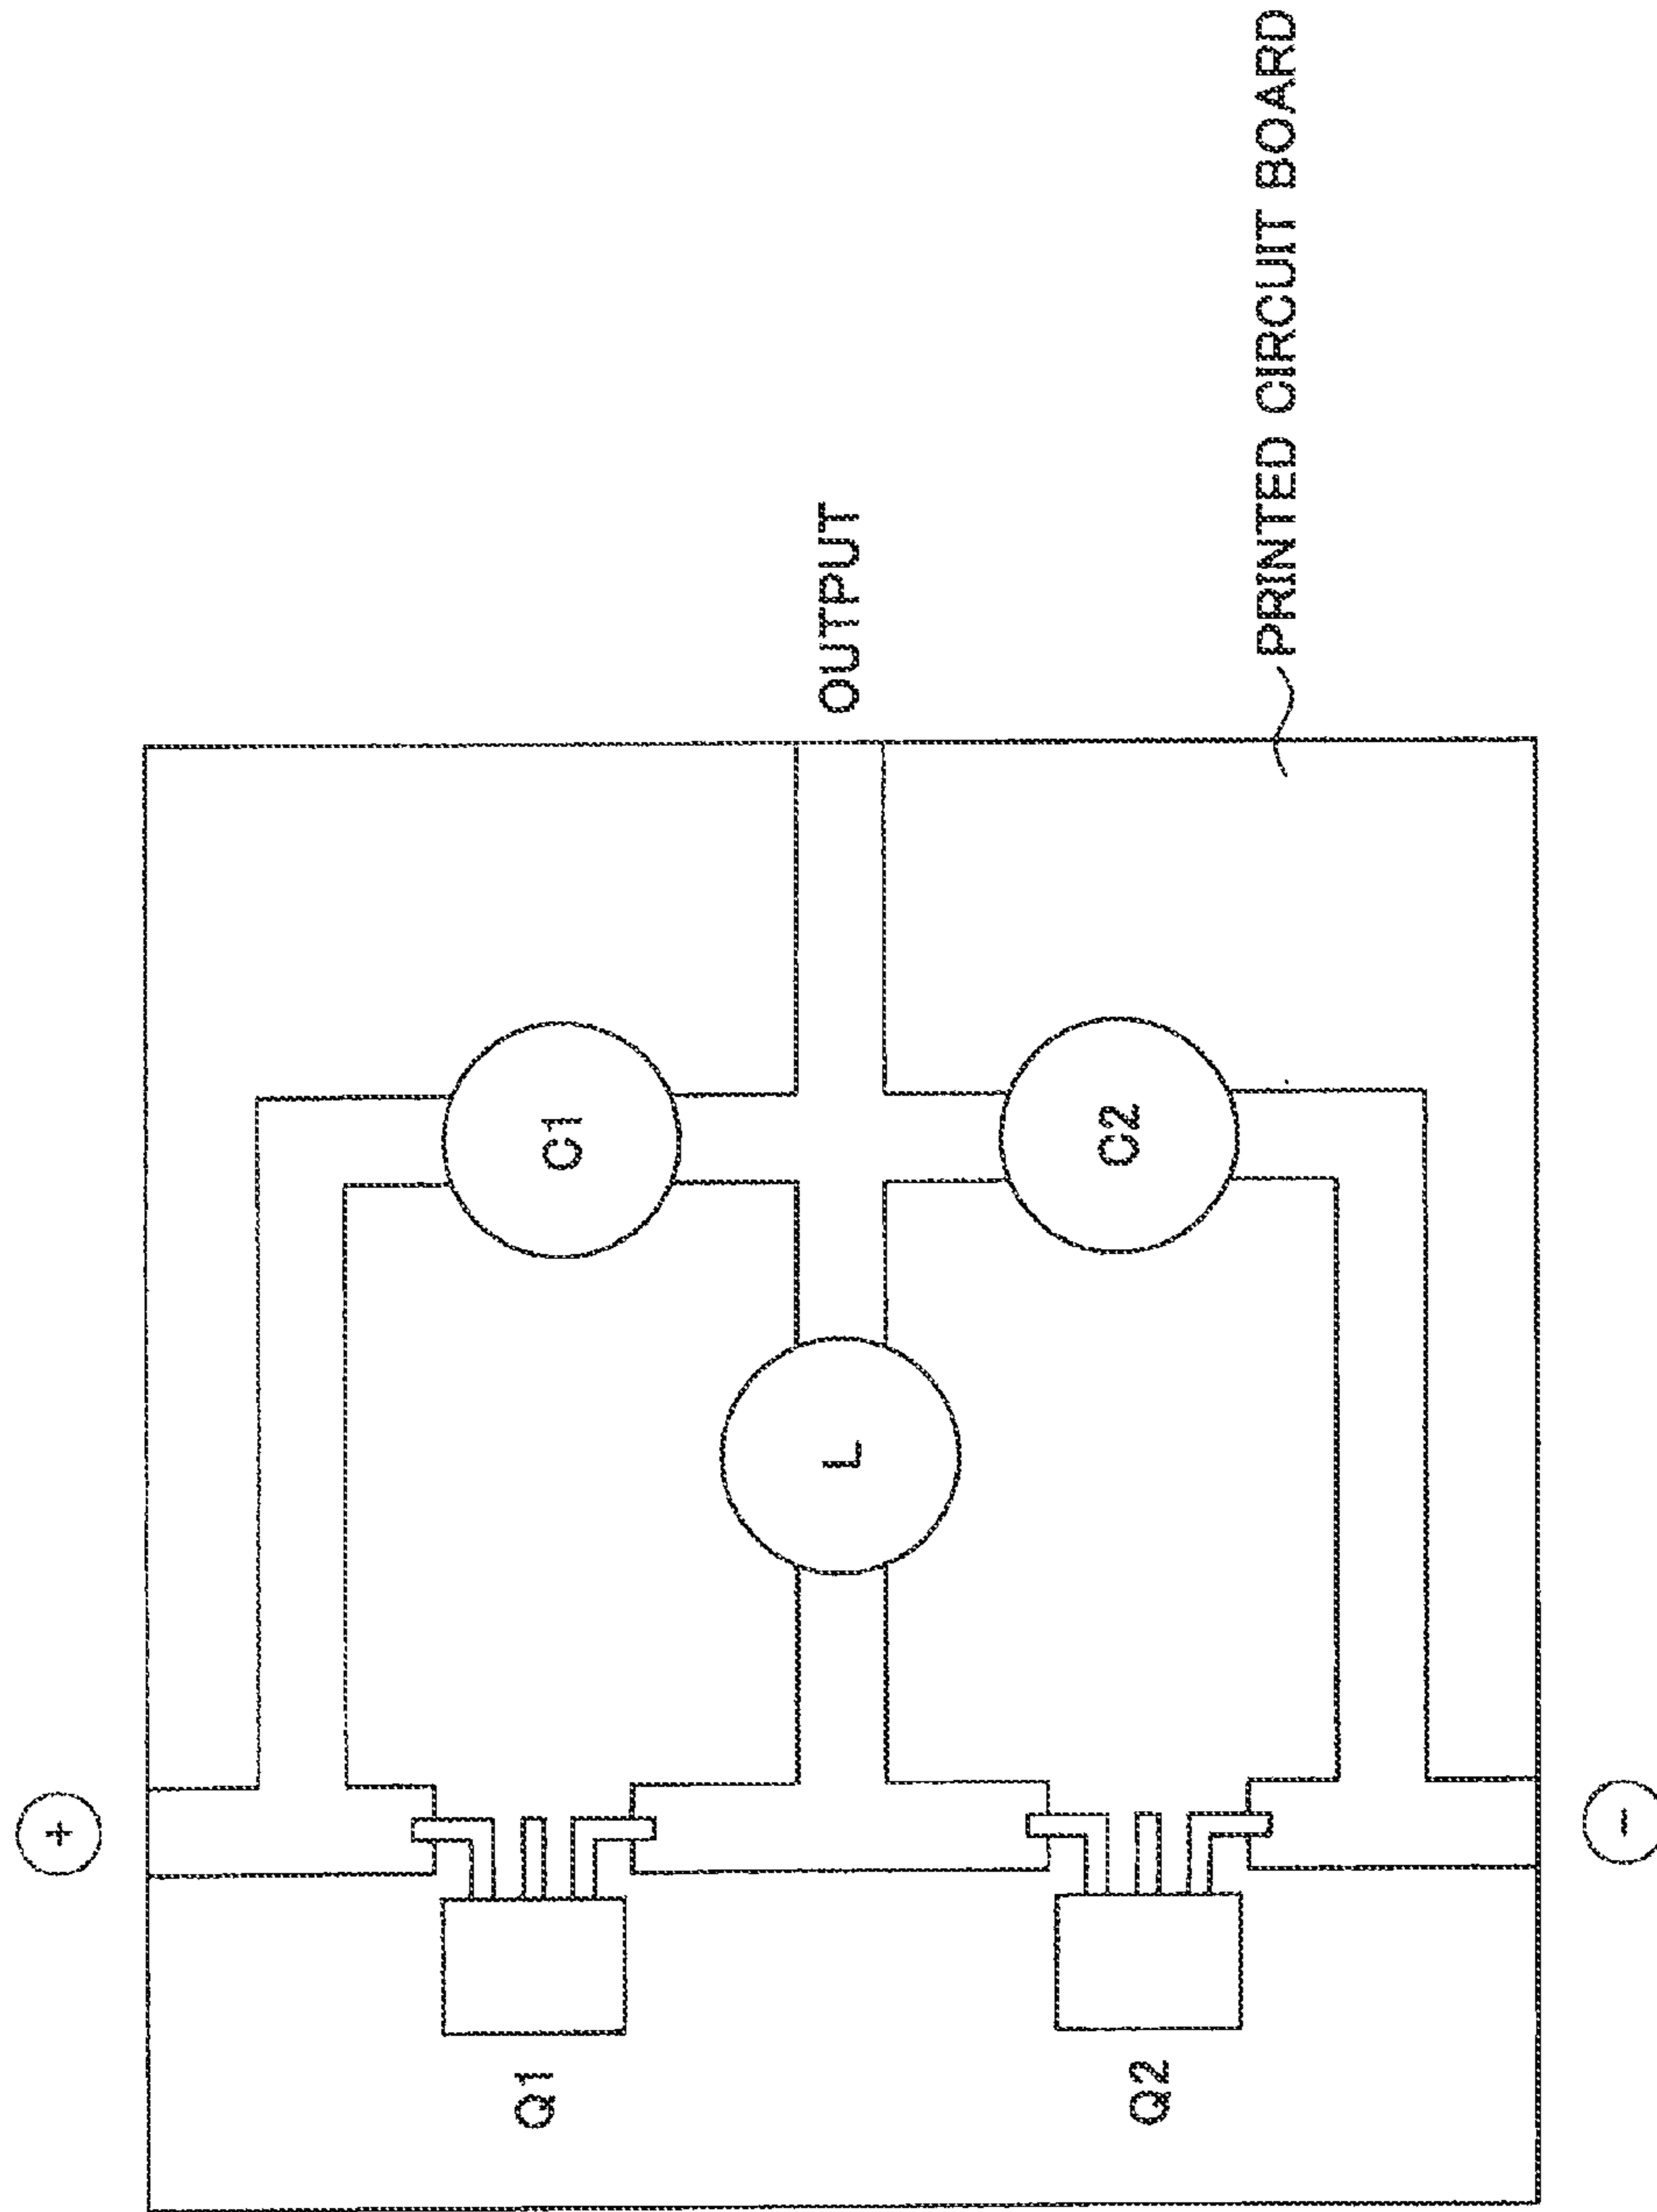 +
Q1
C1
L
OUTPUT
Q2
C2
PRINTED CIRCUIT BOARD
−